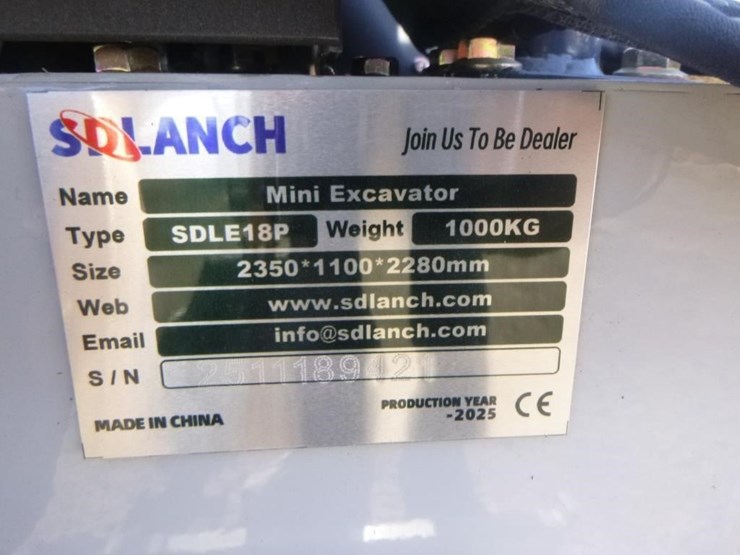 SDLANCH
Join Us To Be Dealer
Name Mini Excavator
Type SDLE18P Weight 1000KG
Size 2350*1100*2280mm
Web www.sdlanch.com
Email info@sdlanch.com
S/N 2511189421
MADE IN CHINA
PRODUCTION YEAR
-2025
CE